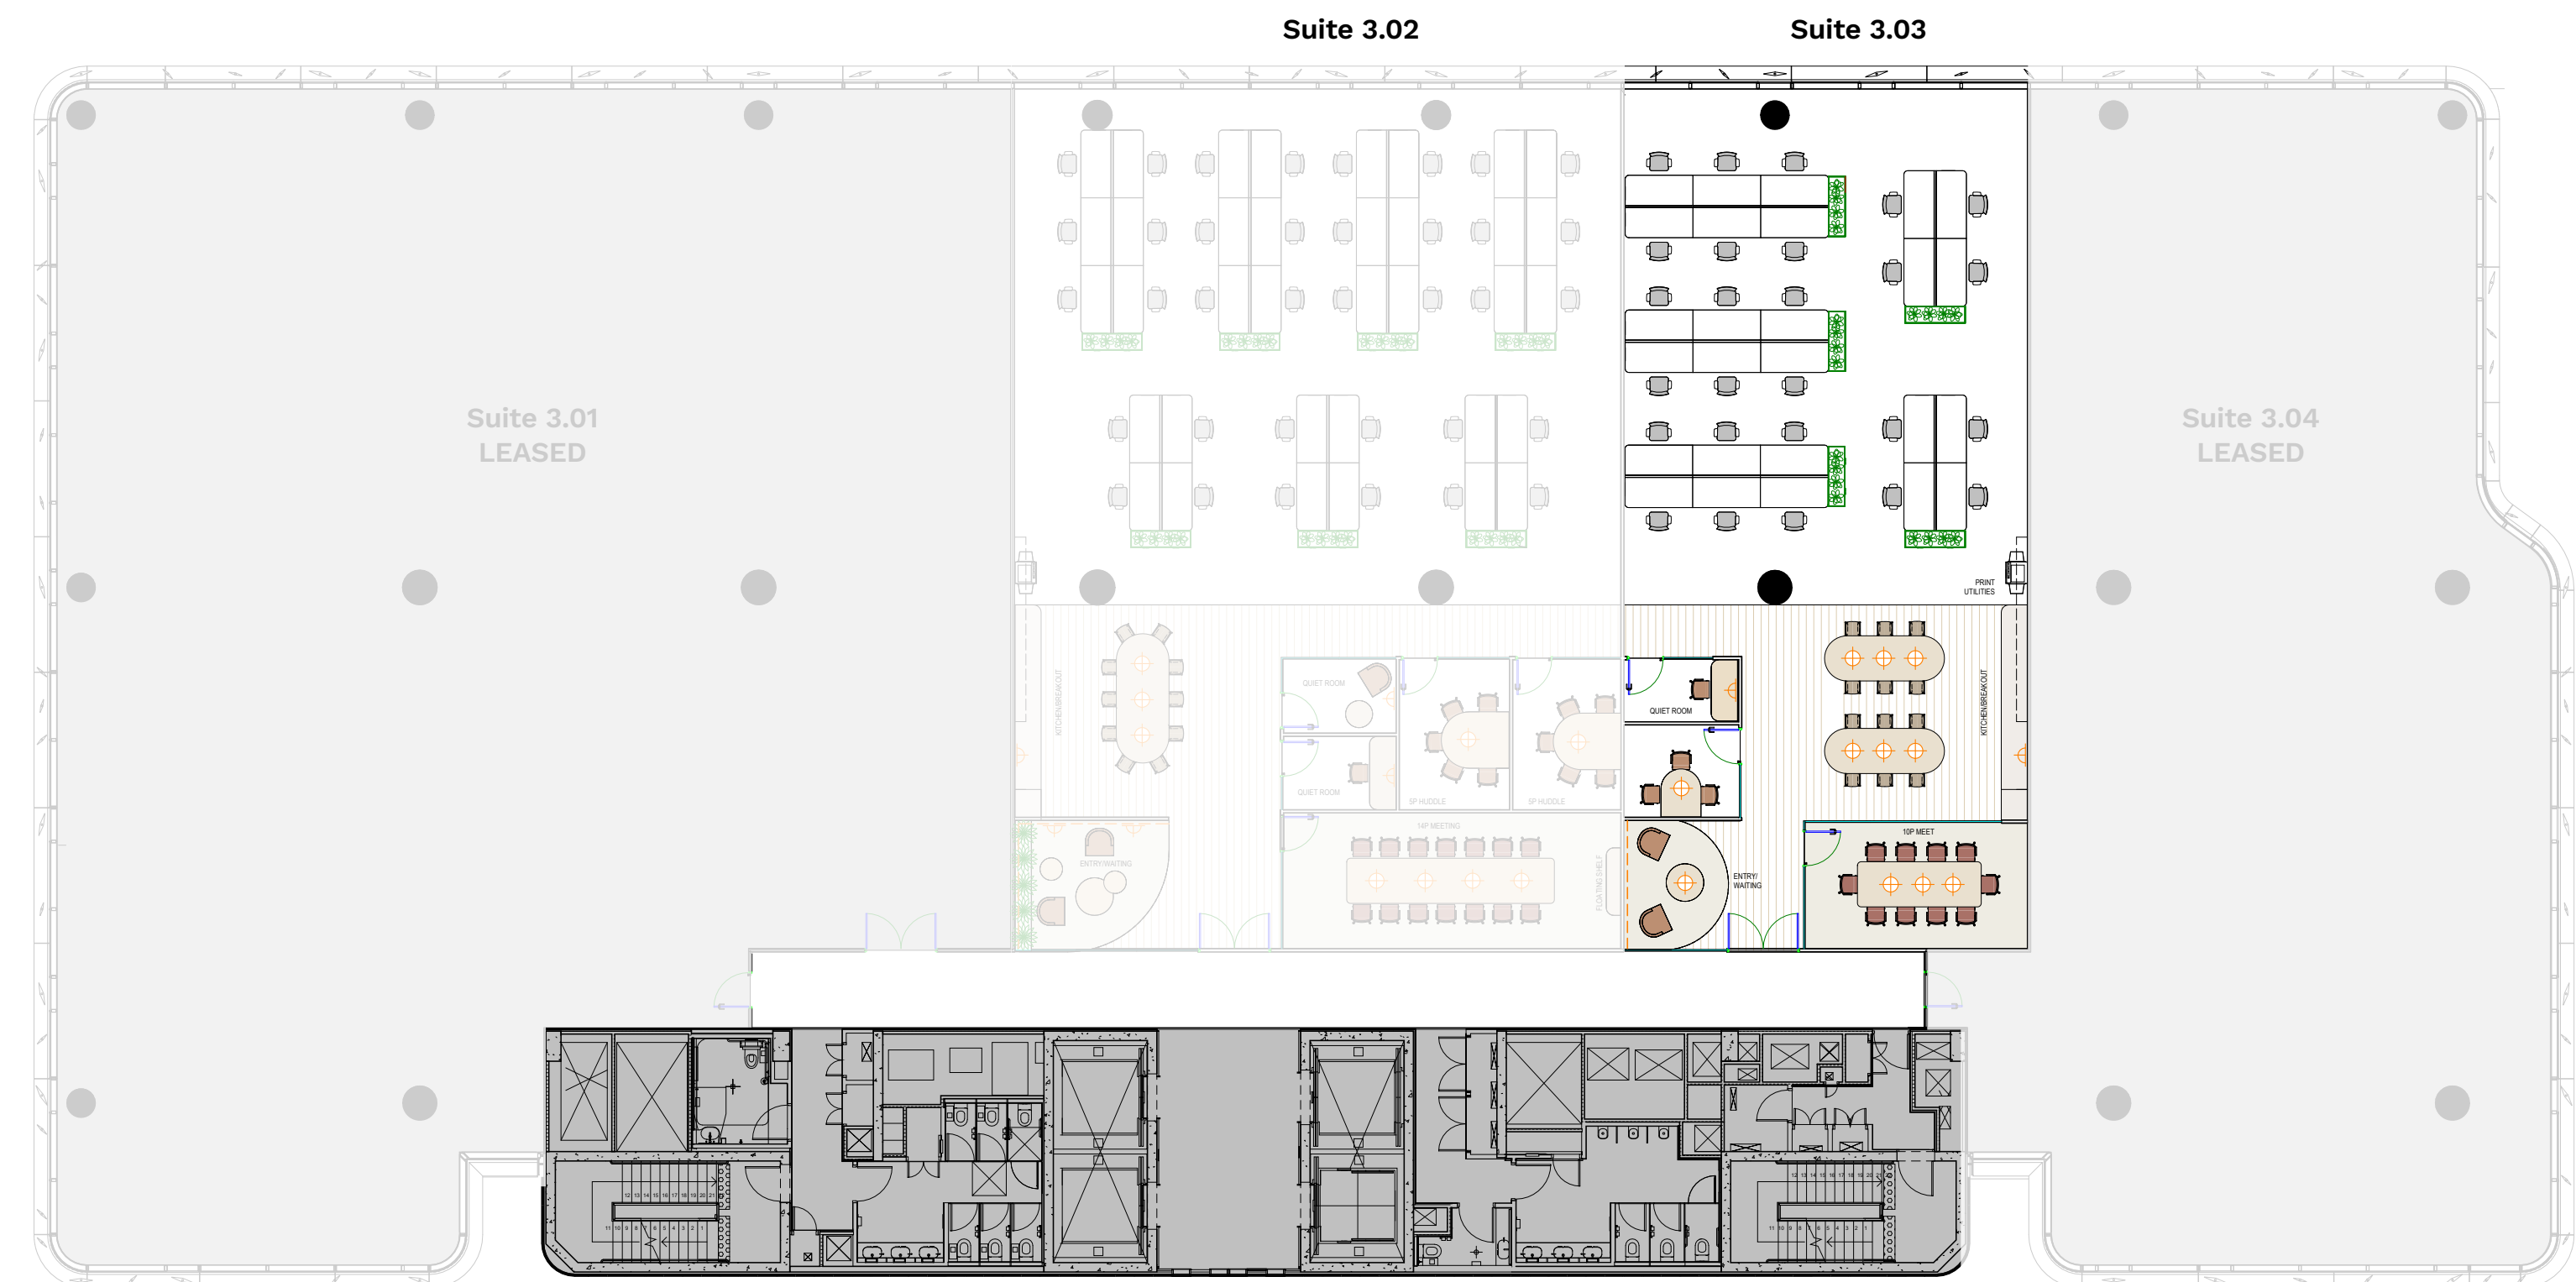 Suite 3.02
Suite 3.03
Suite 3.01
LEASED
Suite 3.04
LEASED
PRINT
UTILITIES
KITCHEN/BREAKOUT
QUIET ROOM
QUIET ROOM
5P HUDDLE
5P HUDDLE
14P MEETING
ENTRY/WAITING
FLOATING SHELF
QUIET ROOM
KITCHEN/BREAKOUT
10P MEET
ENTRY/
WAITING